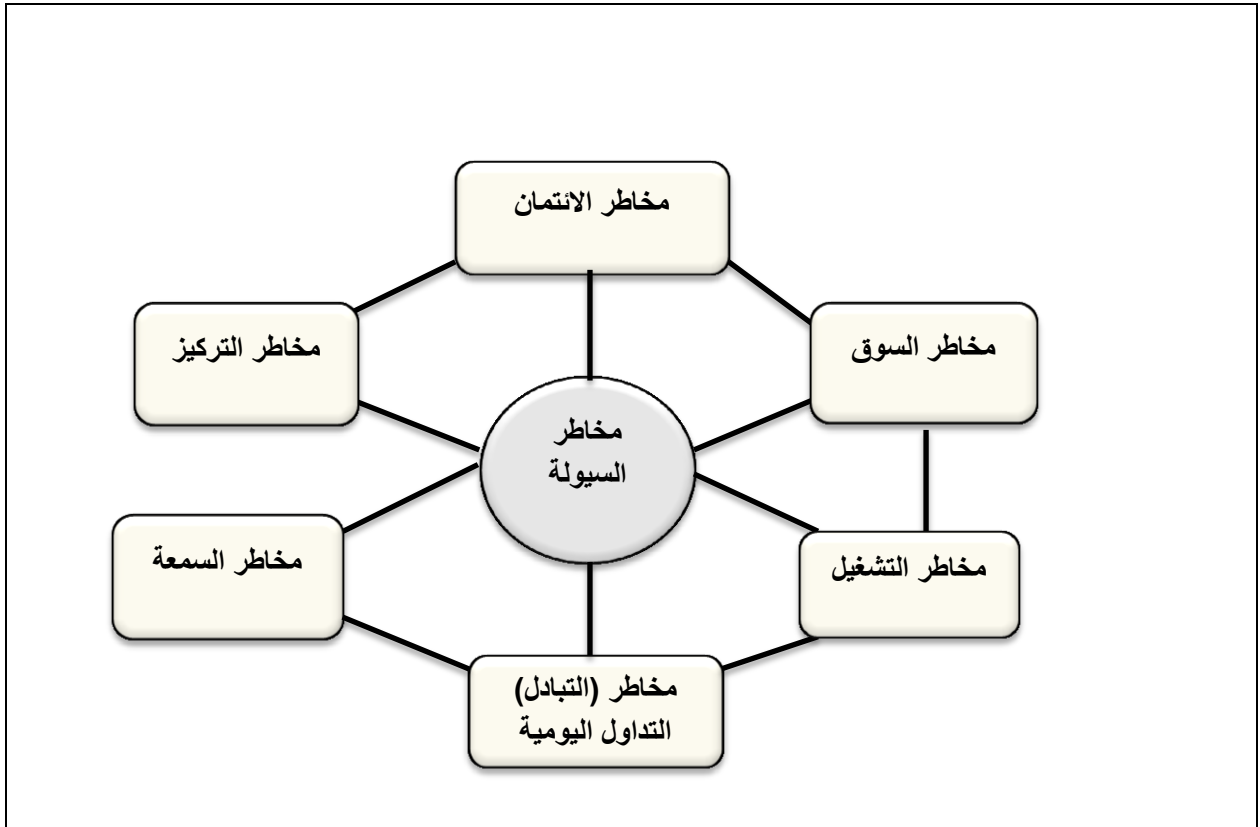 مخاطر الائتمان
مخاطر السوق
مخاطر التركيز
مخاطر
السيولة
مخاطر التشغيل
مخاطر السمعة
مخاطر (التبادل)
التداول اليومية